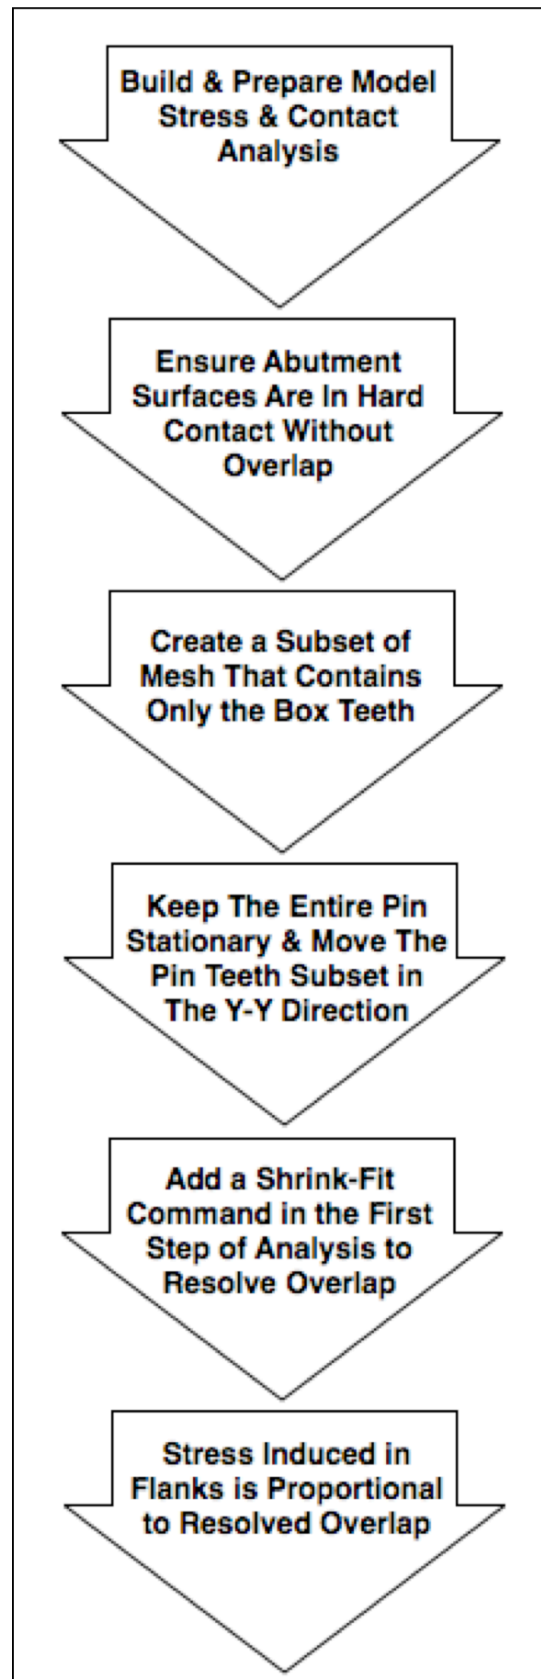 Build & Prepare Model
Stress & Contact
Analysis
Ensure Abutment
Surfaces Are In Hard
Contact Without
Overlap
Create a Subset of
Mesh That Contains
Only the Box Teeth
Keep The Entire Pin
Stationary & Move The
Pin Teeth Subset in
The Y-Y Direction
Add a Shrink-Fit
Command in the First
Step of Analysis to
Resolve Overlap
Stress Induced in
Flanks is Proportional
to Resolved Overlap